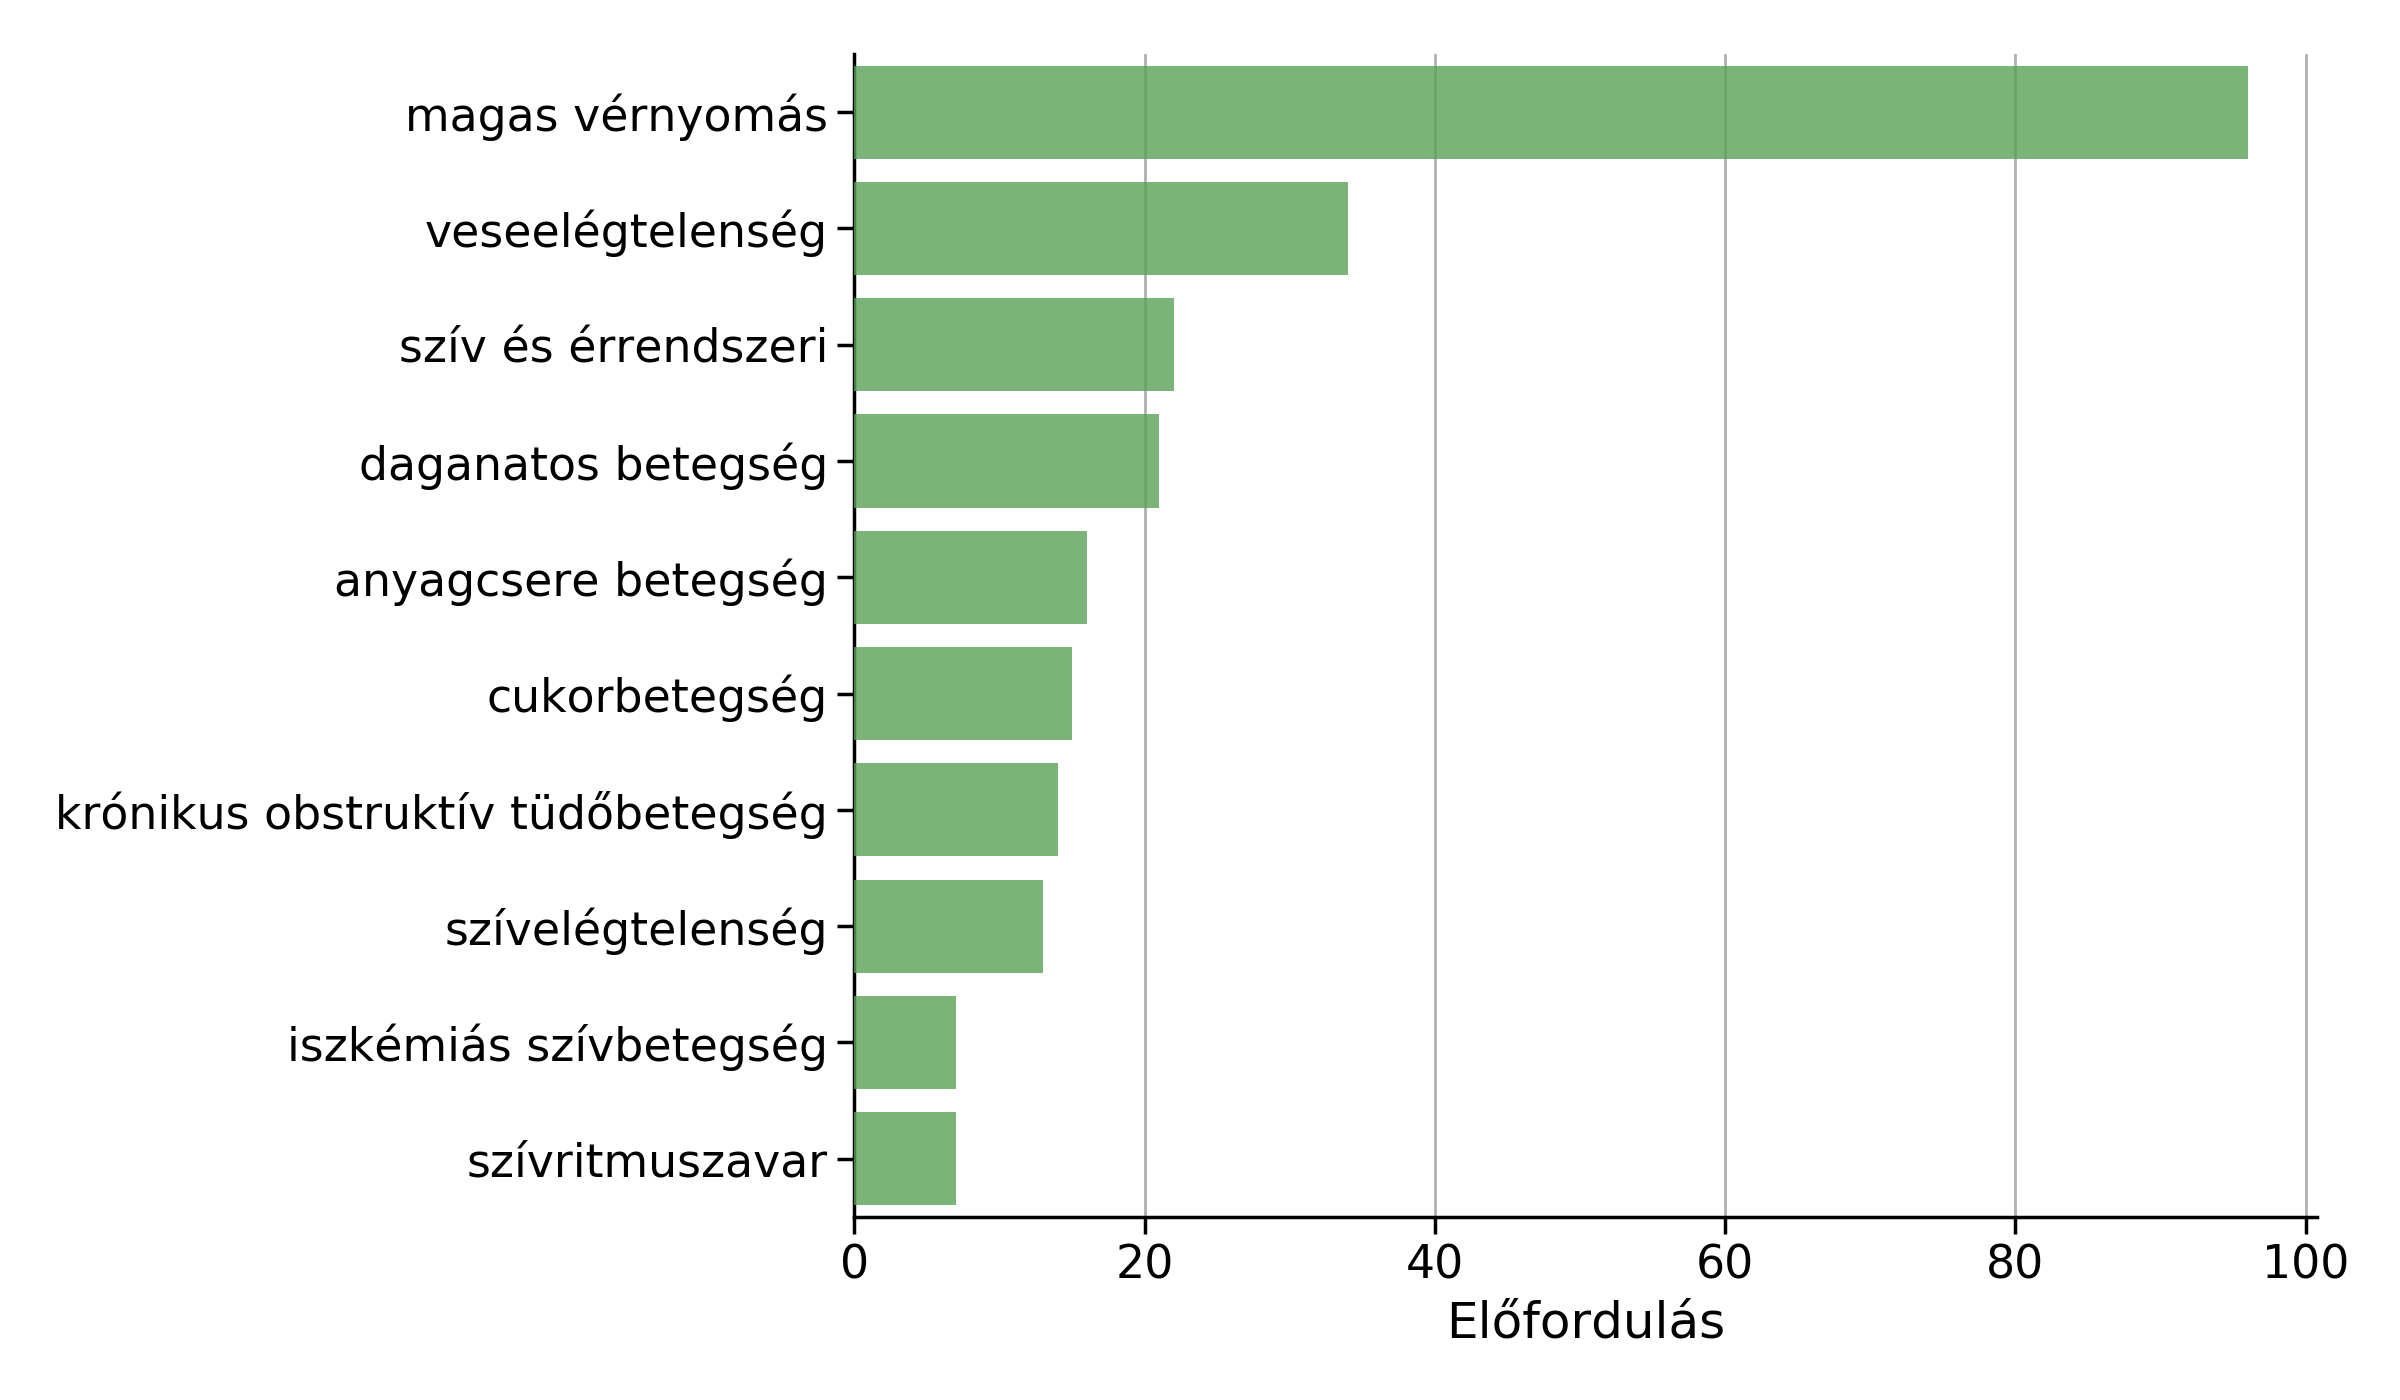 magas vérnyomás
veseelégtelenség
szív és érrendszeri
daganatos betegség
anyagcsere betegség
cukorbetegség
krónikus obstruktív tüdőbetegség
szívelégtelenség
iszkémiás szívbetegség
szívritmuszavar
0 20 40 60 80 100
Előfordulás